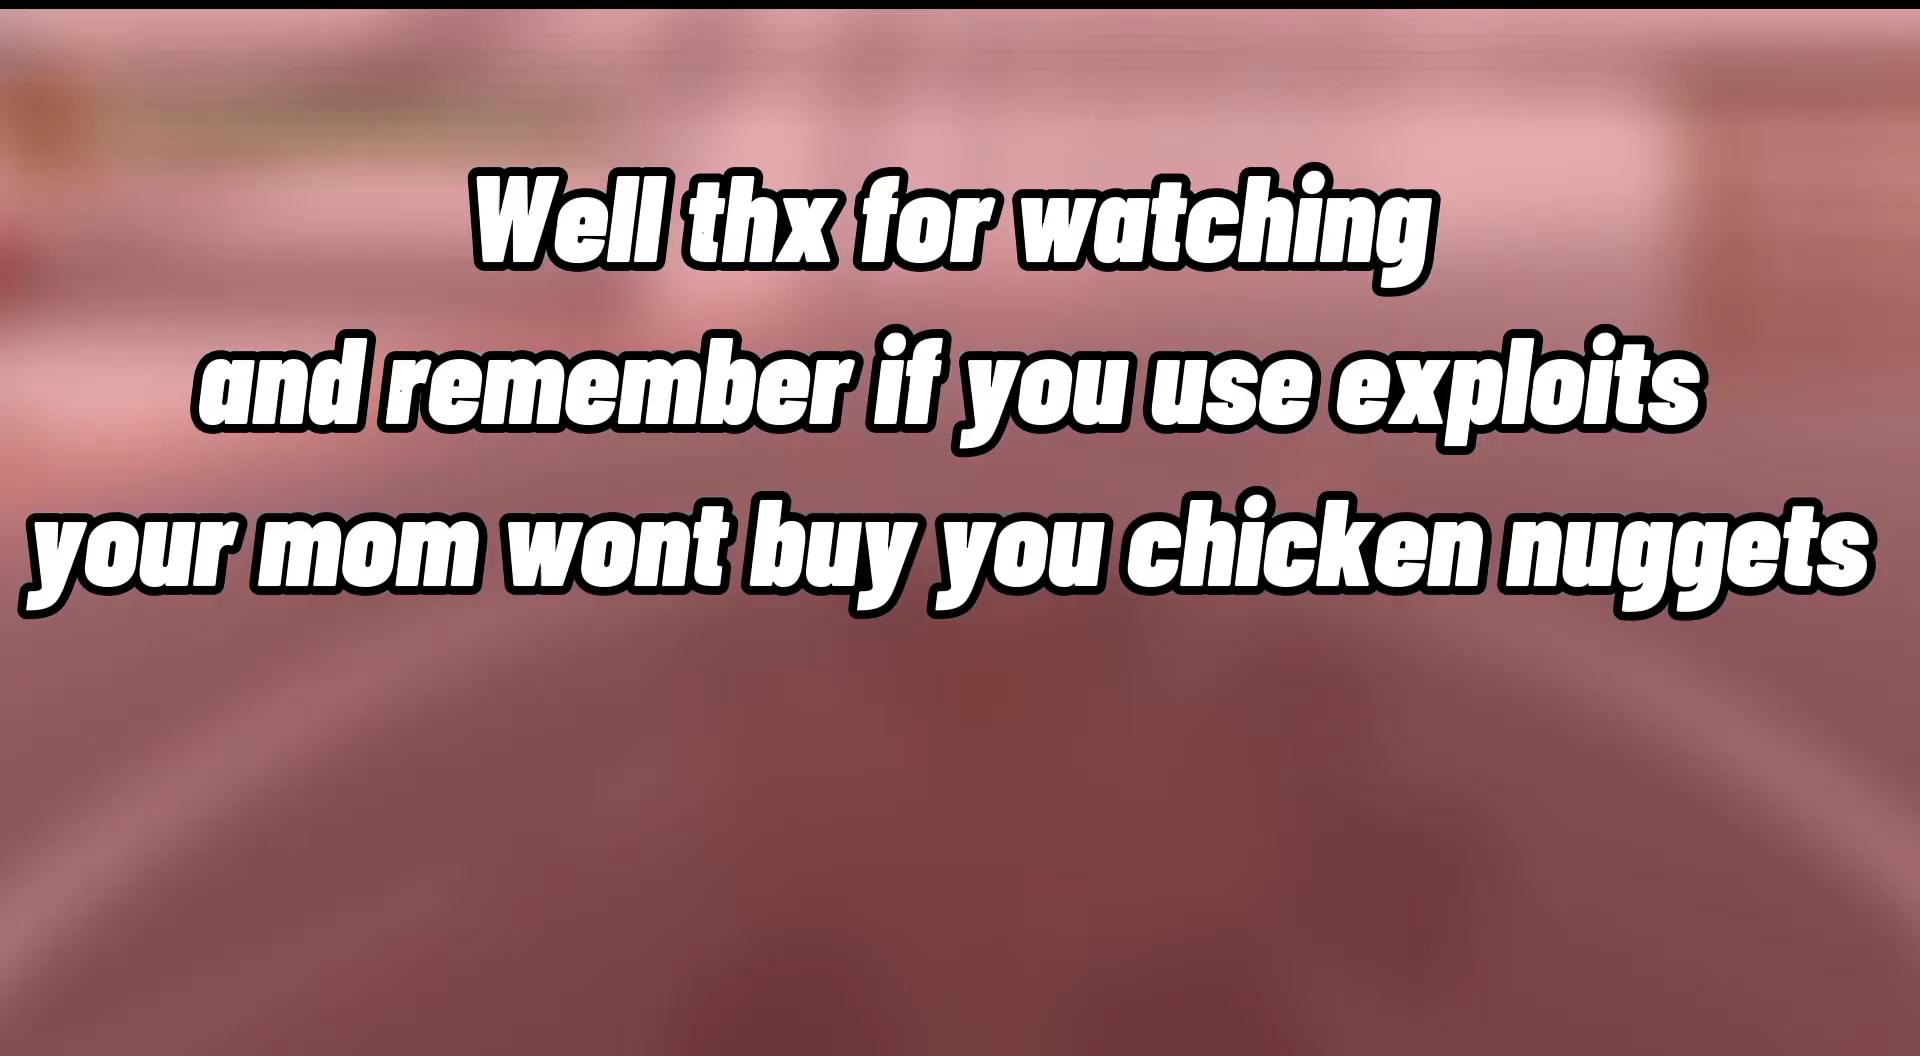 Well thx for watching
and remember if you use exploits
your mom wont buy you chicken nuggets